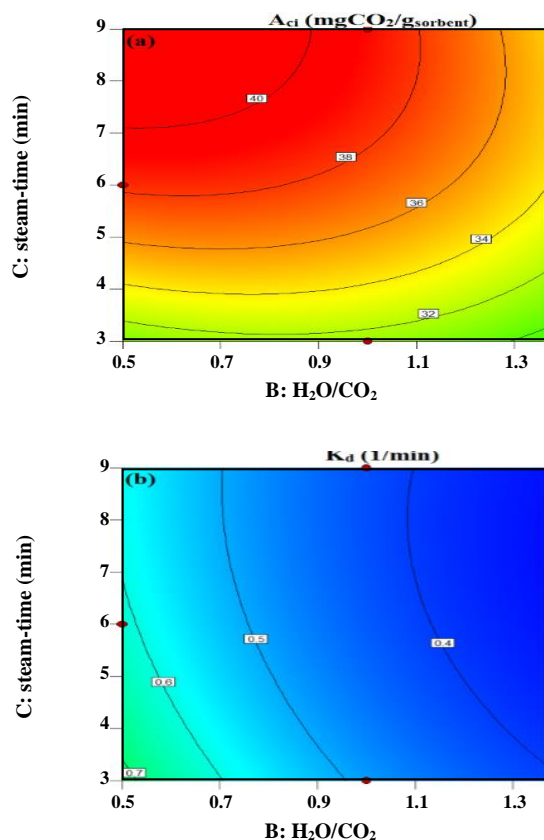 A_ci (mgCO₂/g_sorbent)
(a)
9
8
7
6
5
4
3
C: steam-time (min)
40
38
36
34
32
0.5 0.7 0.9 1.1 1.3
B: H₂O/CO₂
K_d (1/min)
(b)
9
8
7
6
5
4
3
C: steam-time (min)
0.5
0.4
0.6
0.7
0.5 0.7 0.9 1.1 1.3
B: H₂O/CO₂